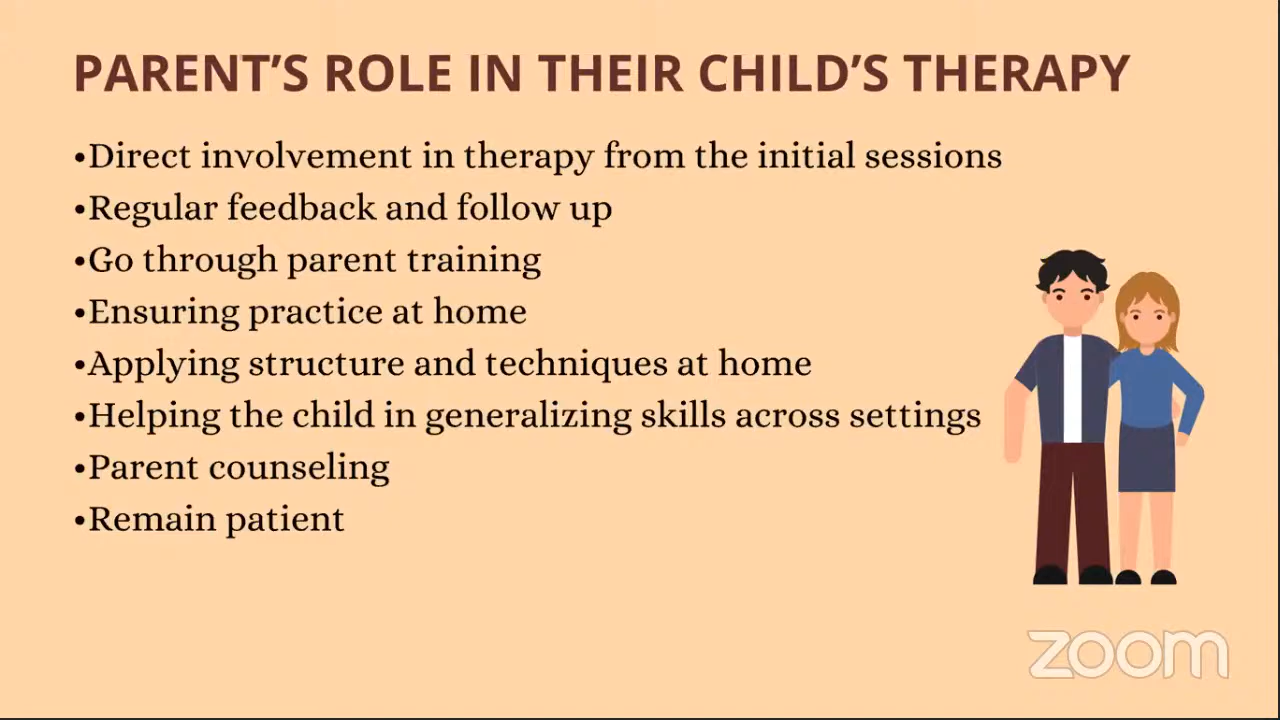 PARENT’S ROLE IN THEIR CHILD’S THERAPY
•Direct involvement in therapy from the initial sessions
•Regular feedback and follow up
•Go through parent training
•Ensuring practice at home
•Applying structure and techniques at home
•Helping the child in generalizing skills across settings
•Parent counseling
•Remain patient
zoom